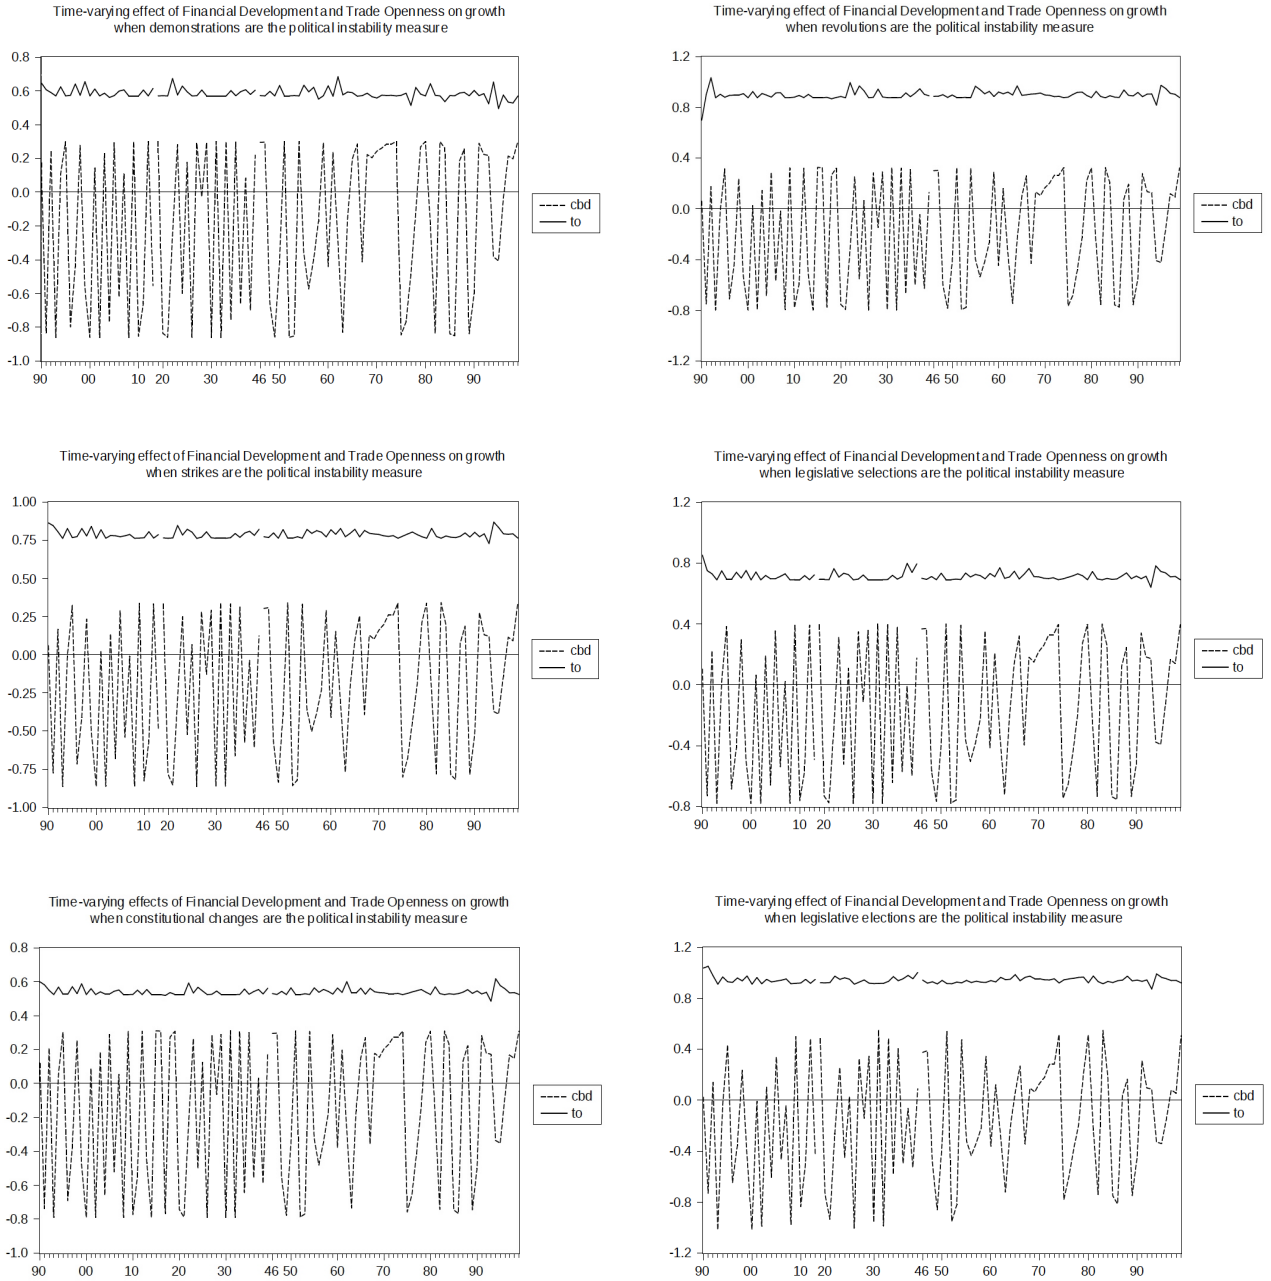 Time-varying effect of Financial Development and Trade Openness on growth
when demonstrations are the political instability measure
0.8
0.6
0.4
0.2
0.0
-0.2
-0.4
-0.6
-0.8
-1.0
90 00 10 20 30 46 50 60 70 80 90
cbd
to
Time-varying effect of Financial Development and Trade Openness on growth
when revolutions are the political instability measure
1.2
0.8
0.4
0.0
-0.4
-0.8
-1.2
90 00 10 20 30 46 50 60 70 80 90
cbd
to
Time-varying effect of Financial Development and Trade Openness on growth
when strikes are the political instability measure
1.00
0.75
0.50
0.25
0.00
-0.25
-0.50
-0.75
-1.00
90 00 10 20 30 46 50 60 70 80 90
cbd
to
Time-varying effect of Financial Development and Trade Openness on growth
when legislative selections are the political instability measure
1.2
0.8
0.4
0.0
-0.4
-0.8
90 00 10 20 30 46 50 60 70 80 90
cbd
to
Time-varying effects of Financial Development and Trade Openness on growth
when constitutional changes are the political instability measure
0.8
0.6
0.4
0.2
0.0
-0.2
-0.4
-0.6
-0.8
-1.0
90 00 10 20 30 46 50 60 70 80 90
cbd
to
Time-varying effect of Financial Development and Trade Openness on growth
when legislative elections are the political instability measure
1.2
0.8
0.4
0.0
-0.4
-0.8
-1.2
90 00 10 20 30 46 50 60 70 80 90
cbd
to